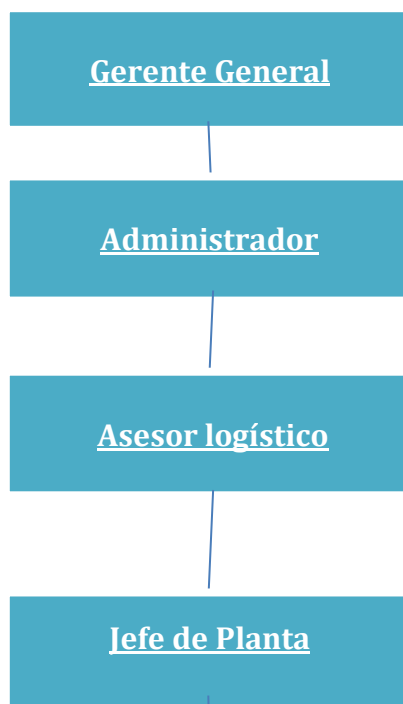 Gerente General
Administrador
Asesor logístico
Jefe de Planta